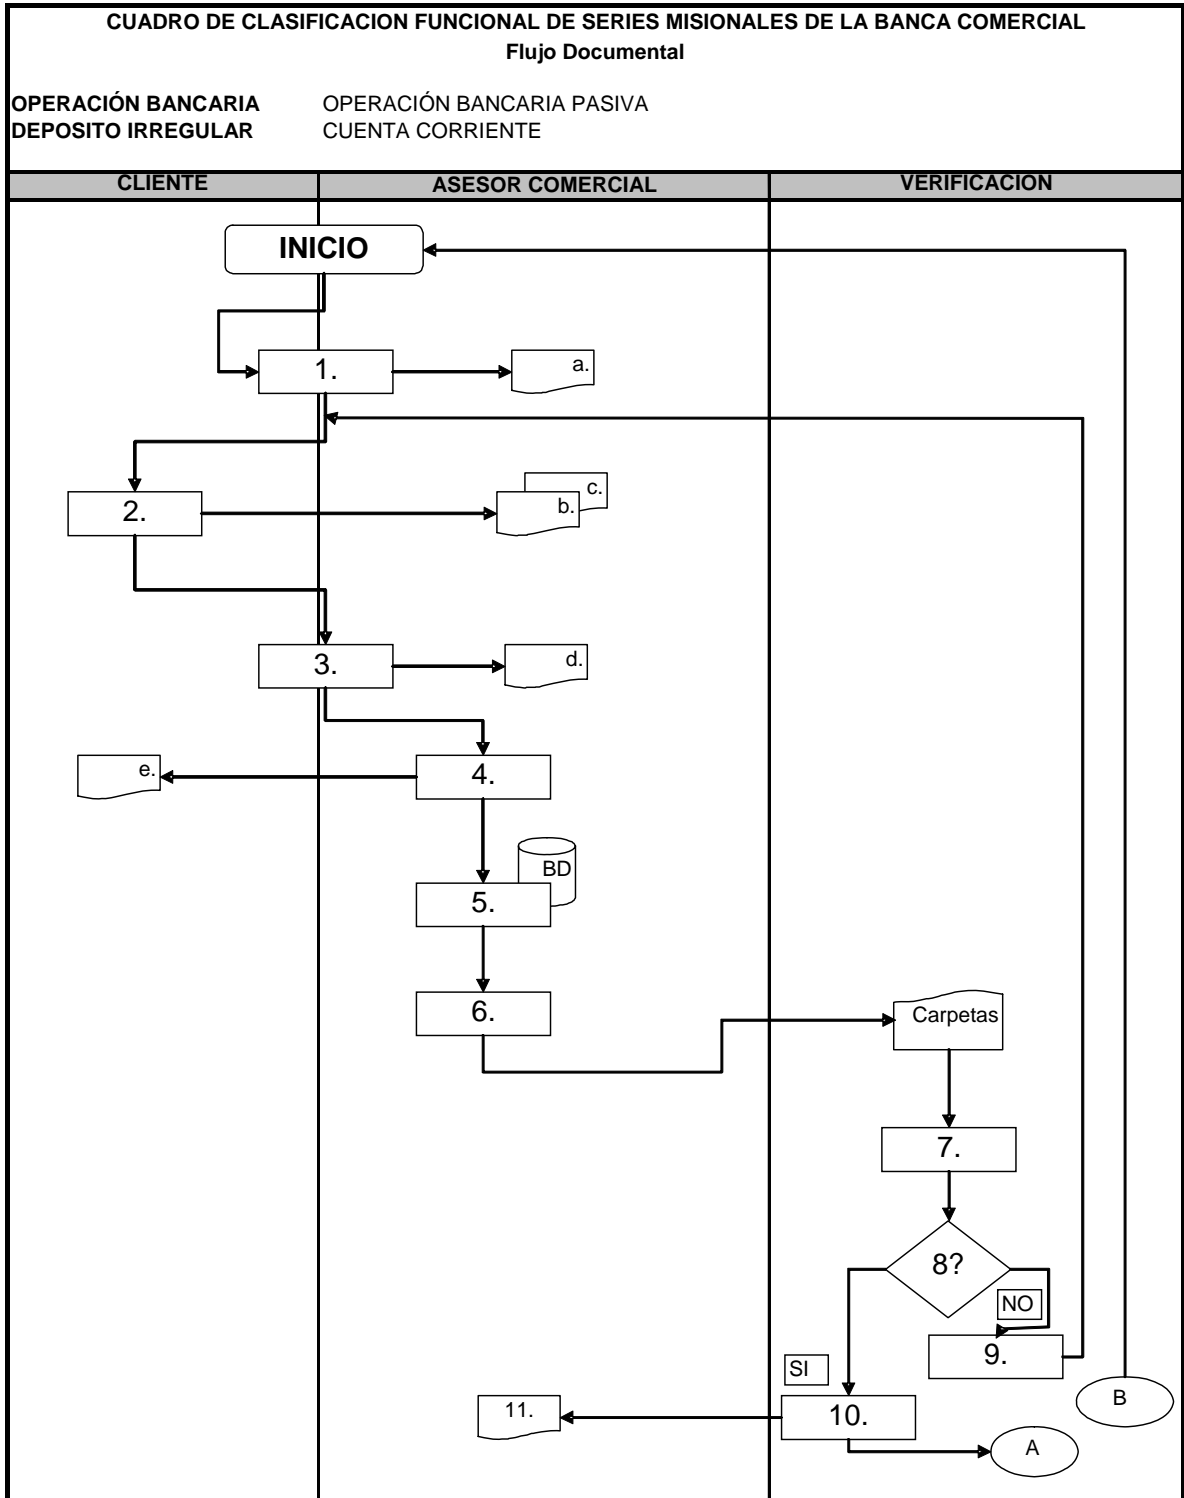 CUADRO DE CLASIFICACION FUNCIONAL DE SERIES MISIONALES DE LA BANCA COMERCIAL
Flujo Documental
OPERACIÓN BANCARIA OPERACIÓN BANCARIA PASIVA
DEPOSITO IRREGULAR CUENTA CORRIENTE
CLIENTE ASESOR COMERCIAL VERIFICACION
INICIO
1. a.
c.
2. b.
3. d.
e. 4.
BD
5.
6. Carpetas
7.
8?
NO
9.
SI
B
11. 10.
A